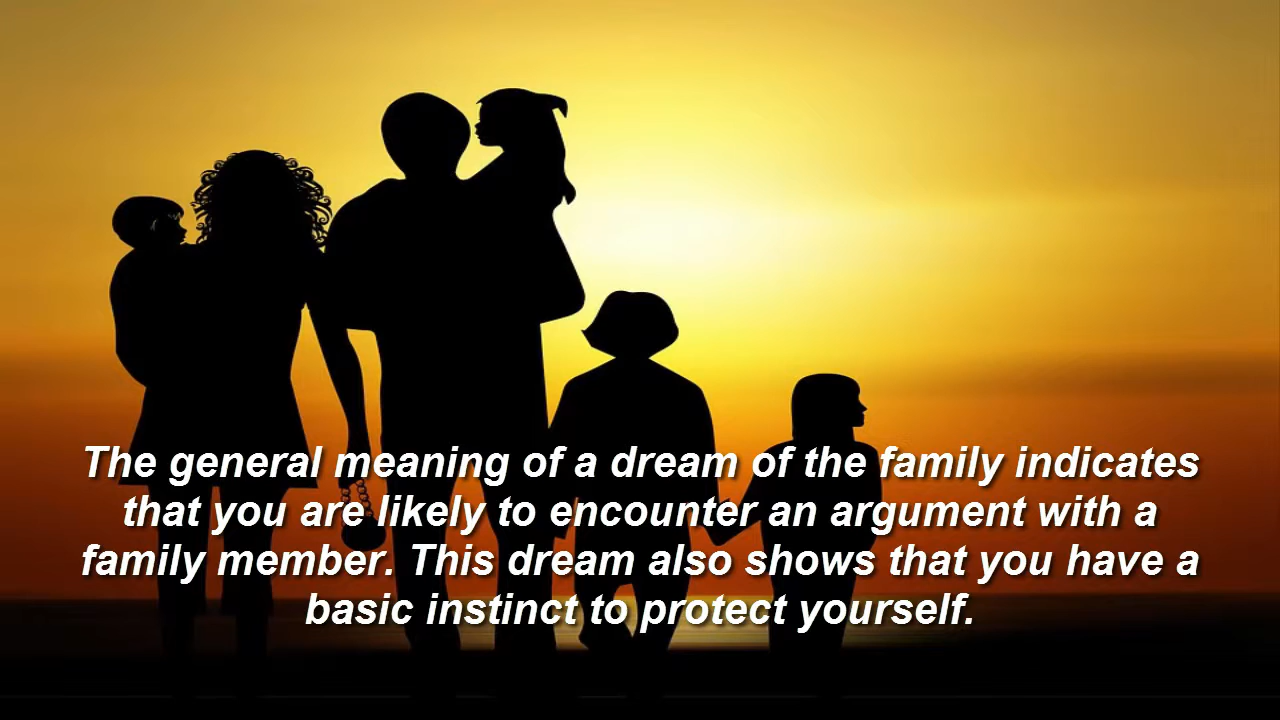 The general meaning of a dream of the family indicates
that you are likely to encounter an argument with a
family member. This dream also shows that you have a
basic instinct to protect yourself.